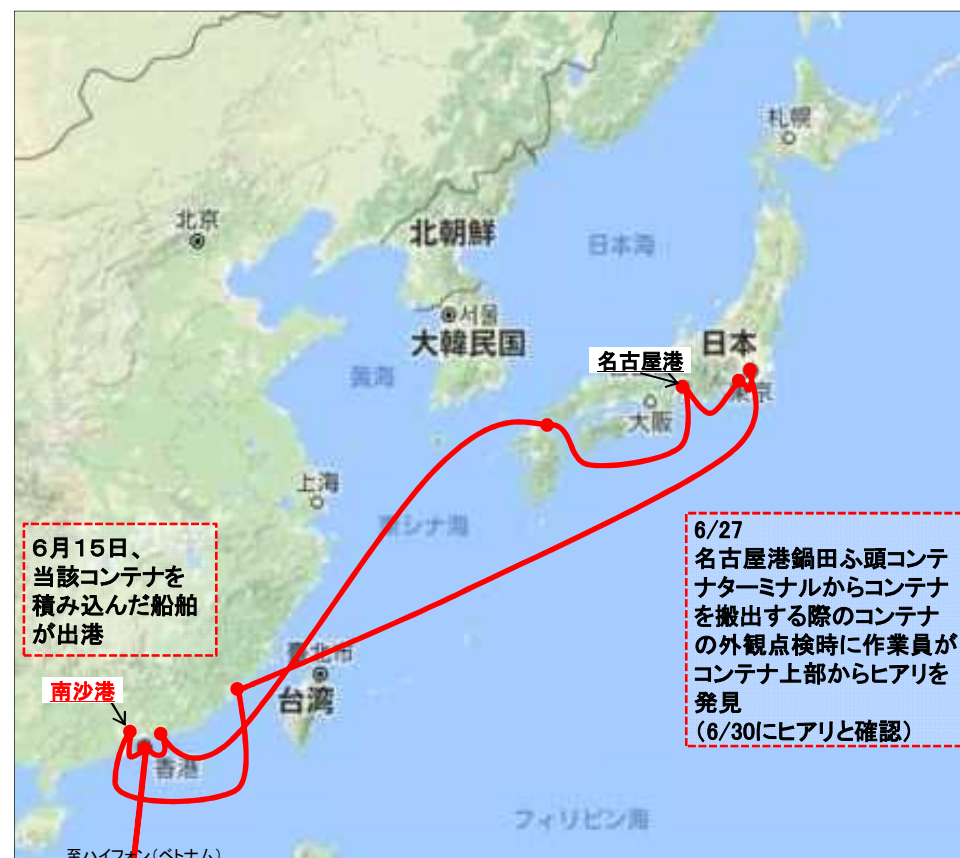 札幌
北京
北朝鮮
日本海
서울
大韓民国
日本
名古屋港
黄海
東京
大阪
上海
東シナ海
6月15日、
当該コンテナを
積み込んだ船舶
が出港
6/27
名古屋港鍋田ふ頭コンテ
ナターミナルからコンテナ
を搬出する際のコンテナ
の外観点検時に作業員が
コンテナ上部からヒアリを
発見
（6/30にヒアリと確認）
臺北市
台湾
南沙港
香港
フィリピン海
至ハイフォン(ベトナム)